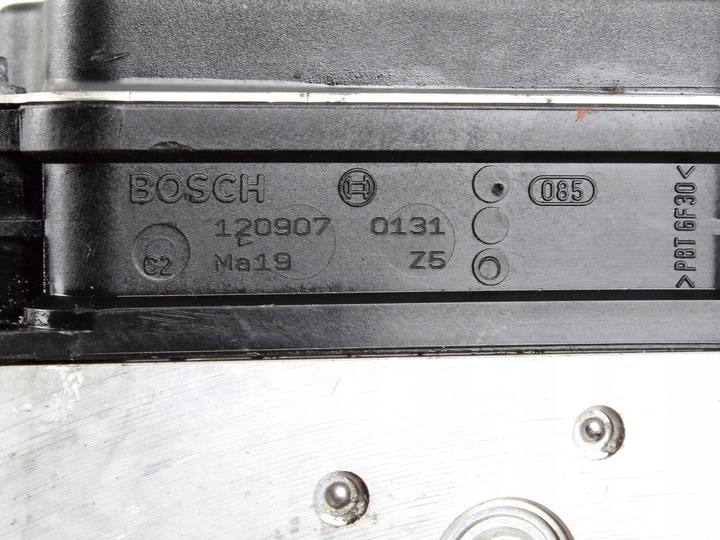 BOSCH 085
120907 0131
C2 Ma19 Z5
>PBT GF30<